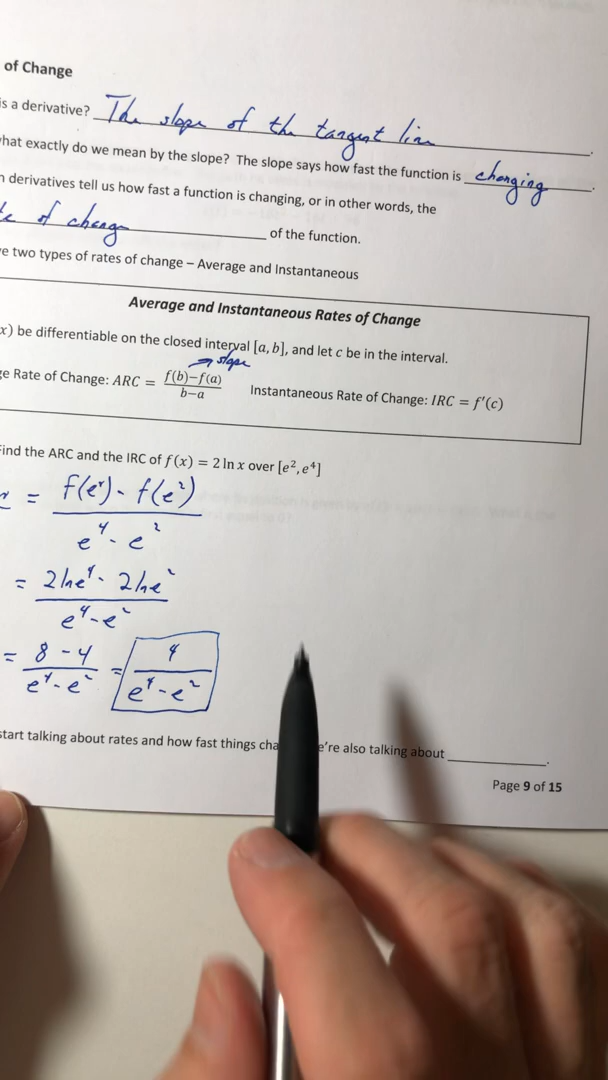 of Change
is a derivative? The slope of the tangent line.
what exactly do we mean by the slope? The slope says how fast the function is changing.
n derivatives tell us how fast a function is changing, or in other words, the
te of change of the function.
ve two types of rates of change – Average and Instantaneous
Average and Instantaneous Rates of Change
x) be differentiable on the closed interval [a, b], and let c be in the interval.
→ slope
ge Rate of Change: ARC = f(b)−f(a) / b−a Instantaneous Rate of Change: IRC = f′(c)
Find the ARC and the IRC of f(x) = 2 ln x over [e², e⁴]
= f(e⁴) - f(e²) / e⁴ - e²
= 2lne⁴ - 2lne² / e⁴-e²
= 8 - 4 / e⁴-e² = 4 / e⁴-e²
start talking about rates and how fast things cha e're also talking about .
Page 9 of 15